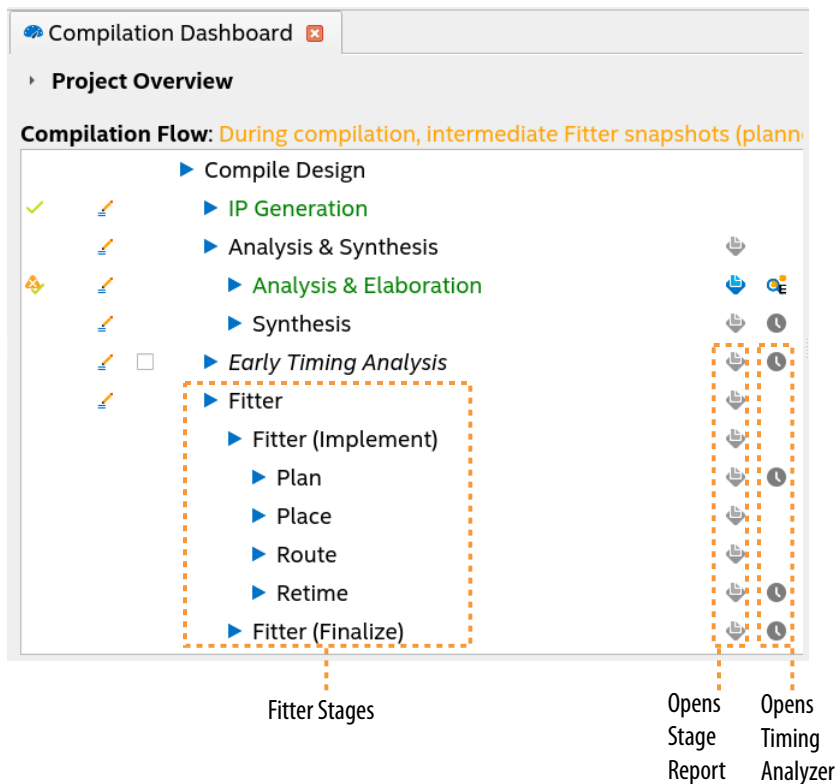 Compilation Dashboard
Project Overview
Compilation Flow: During compilation, intermediate Fitter snapshots (plann
Compile Design
IP Generation
Analysis & Synthesis
Analysis & Elaboration
Synthesis
Early Timing Analysis
Fitter
Fitter (Implement)
Plan
Place
Route
Retime
Fitter (Finalize)
Fitter Stages
Opens
Stage
Report
Opens
Timing
Analyzer